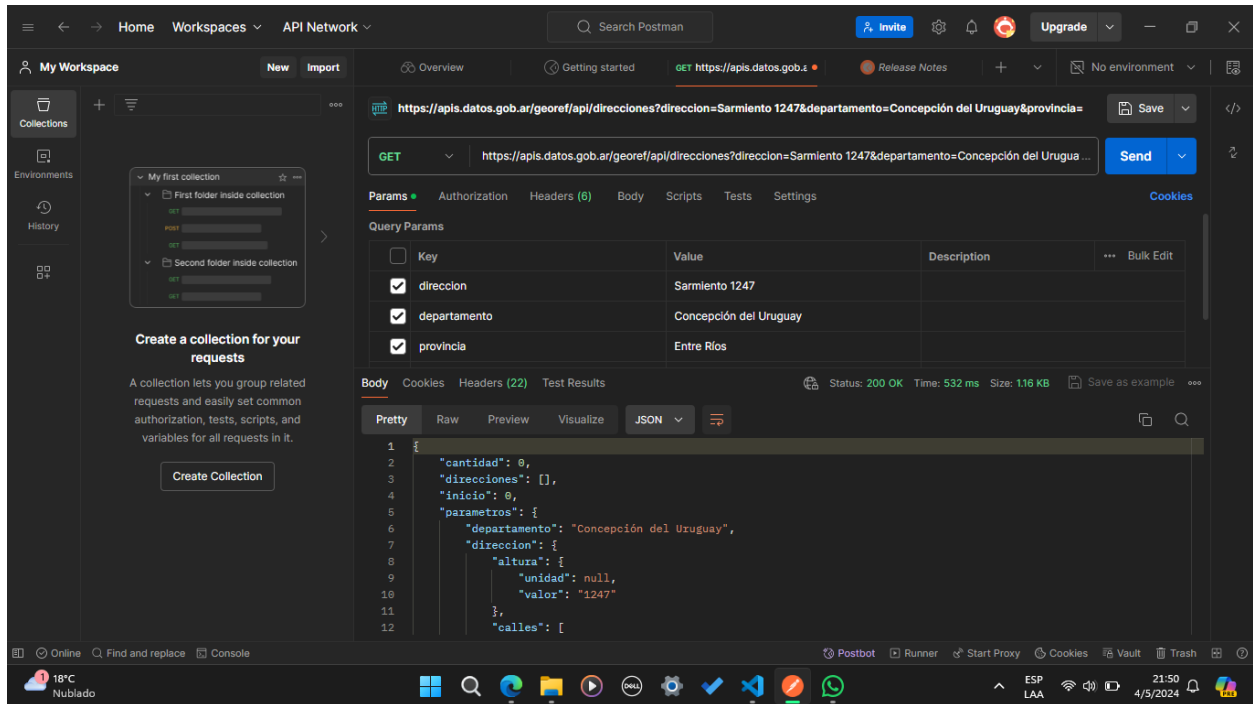 Home Workspaces API Network Search Postman Invite Upgrade
My Workspace New Import Overview Getting started GET https://apis.datos.gob.a Release Notes No environment
Collections
Environments
History
My first collection
First folder inside collection
GET
POST
GET
Second folder inside collection
GET
GET
Create a collection for your
requests
A collection lets you group related
requests and easily set common
authorization, tests, scripts, and
variables for all requests in it.
Create Collection
HTTP https://apis.datos.gob.ar/georef/api/direcciones?direccion=Sarmiento 1247&departamento=Concepción del Uruguay&provincia= Save
GET https://apis.datos.gob.ar/georef/api/direcciones?direccion=Sarmiento 1247&departamento=Concepción del Urugua ... Send
Params Authorization Headers (6) Body Scripts Tests Settings Cookies
Query Params
Key Value Description Bulk Edit
direccion Sarmiento 1247
departamento Concepción del Uruguay
provincia Entre Ríos
Body Cookies Headers (22) Test Results Status: 200 OK Time: 532 ms Size: 1.16 KB Save as example
Pretty Raw Preview Visualize JSON
1 {
2 "cantidad": 0,
3 "direcciones": [],
4 "inicio": 0,
5 "parametros": {
6 "departamento": "Concepción del Uruguay",
7 "direccion": {
8 "altura": {
9 "unidad": null,
10 "valor": "1247"
11 },
12 "calles": [
Online Find and replace Console Postbot Runner Start Proxy Cookies Vault Trash
1 18°C
Nublado
DELL
ESP
LAA
21:50
4/5/2024
PRE